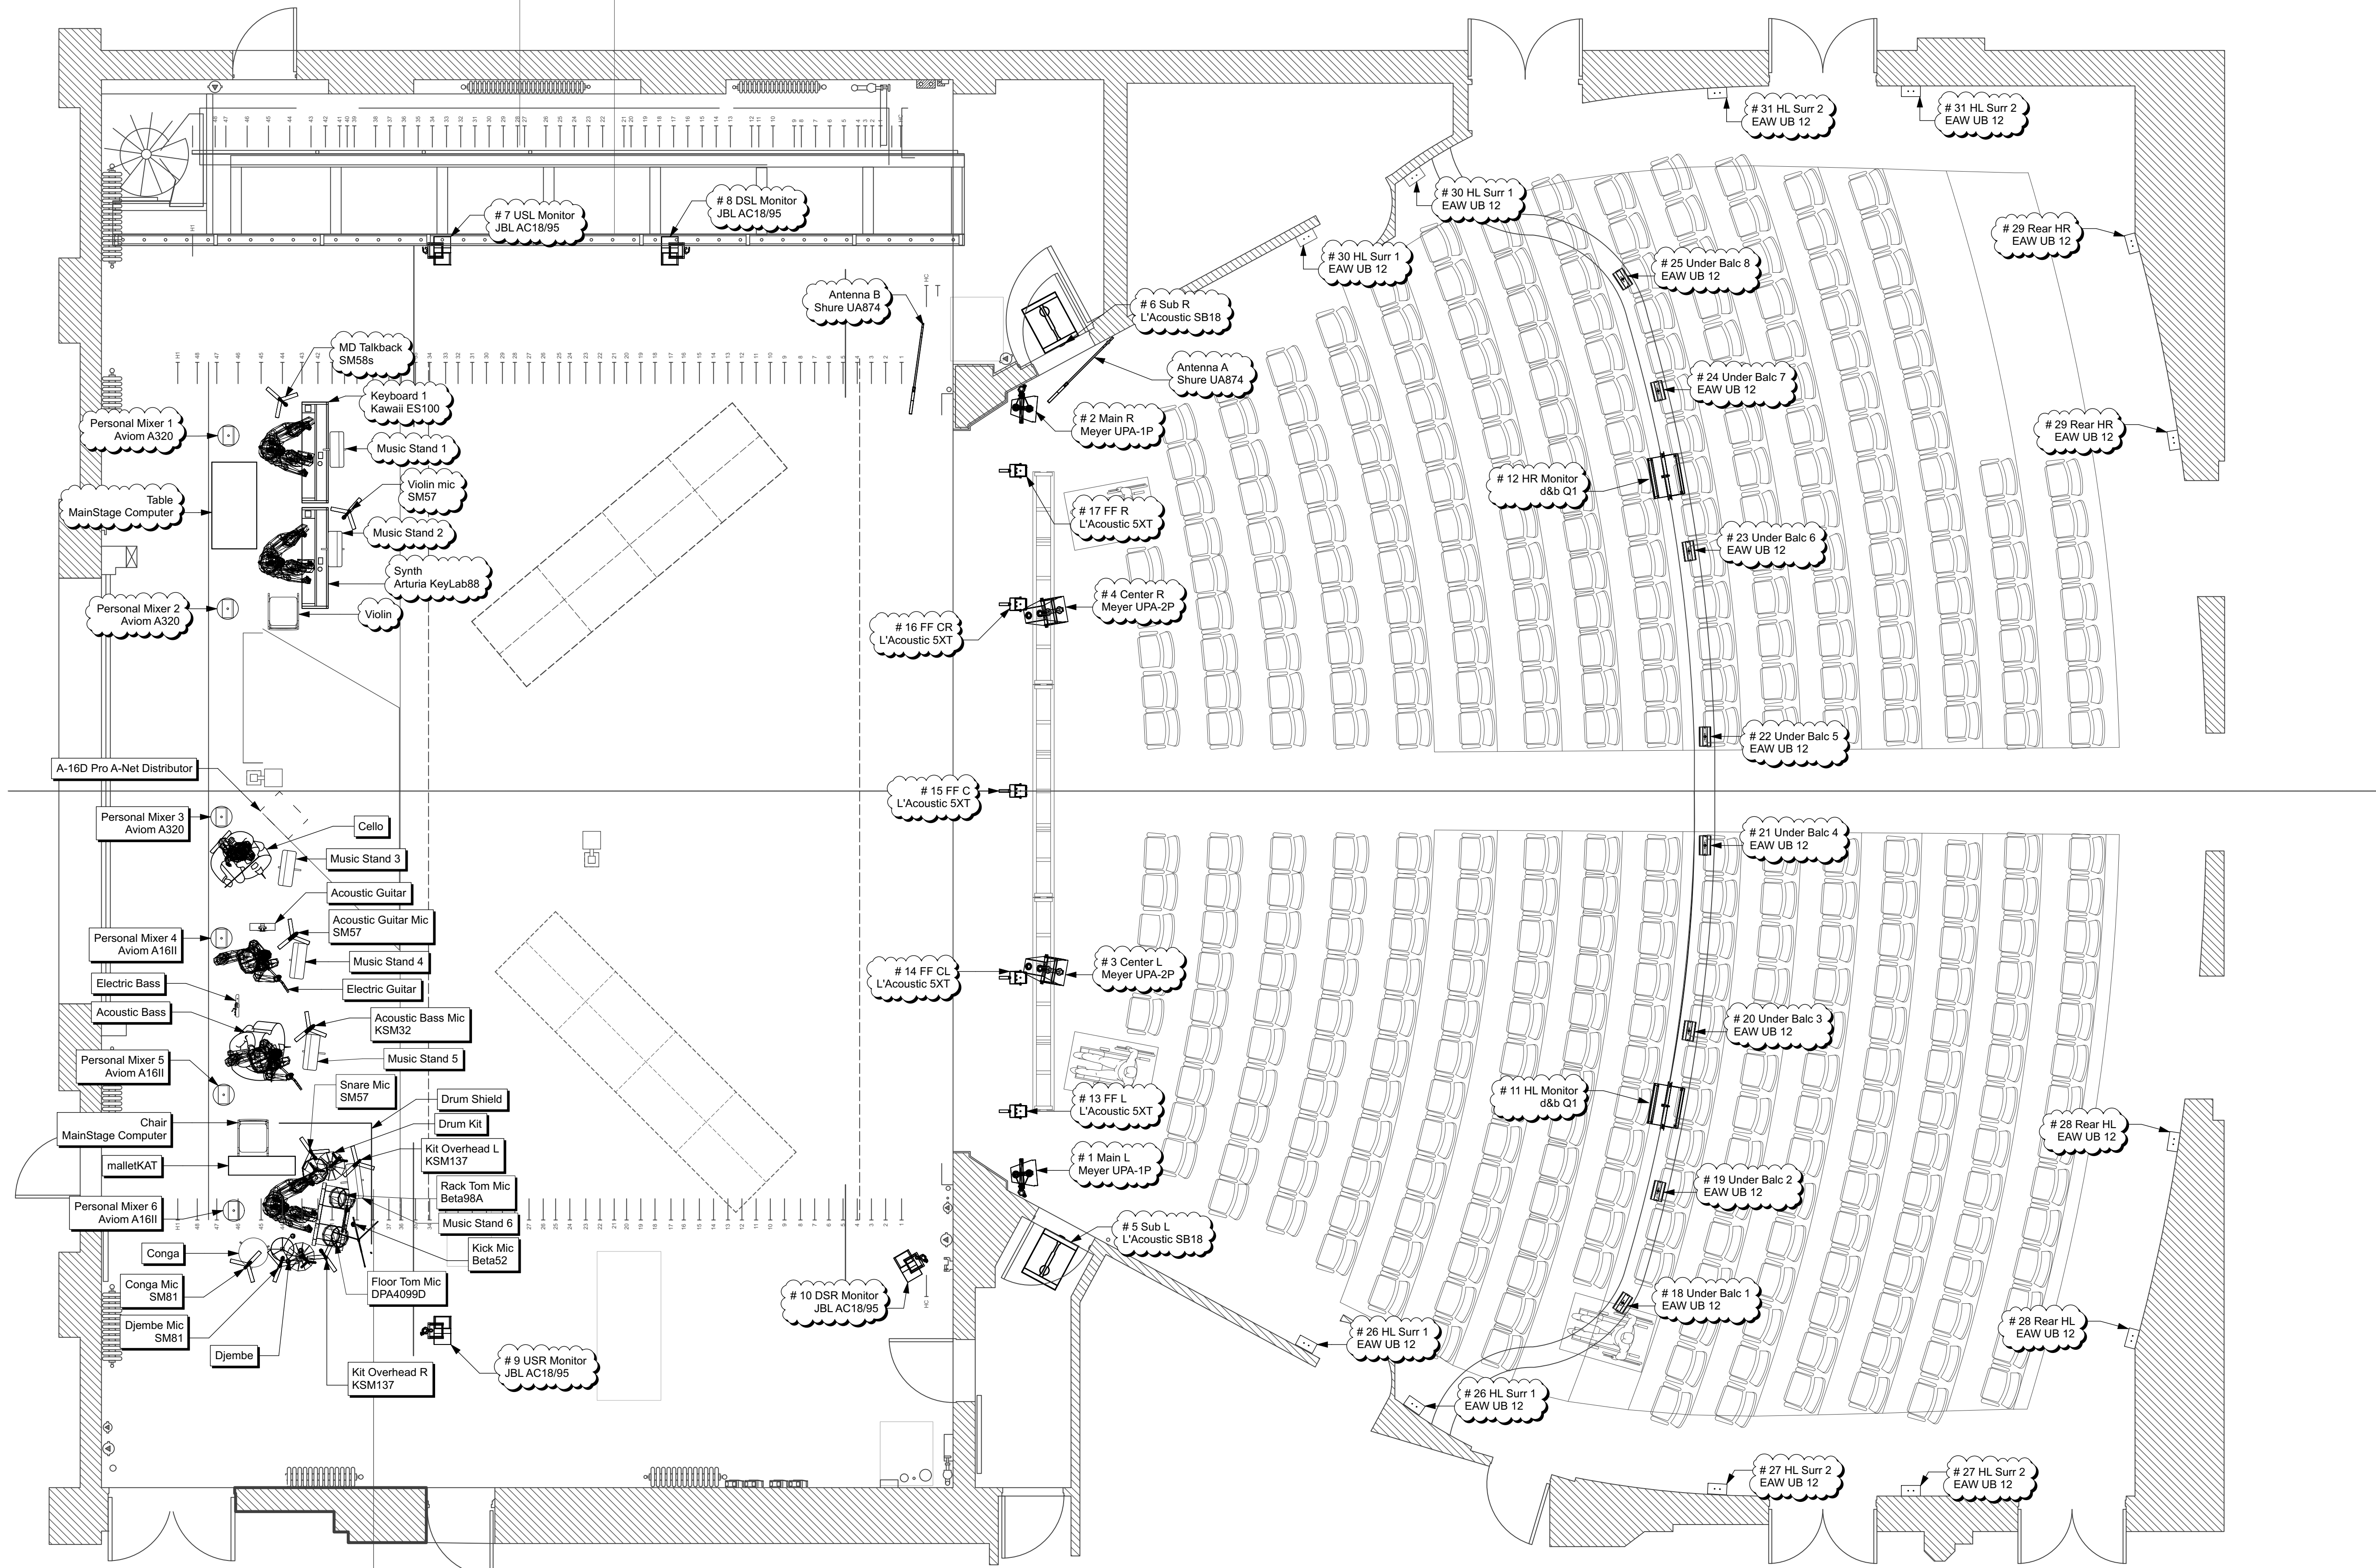 # 31 HL Surr 2
EAW UB 12
# 31 HL Surr 2
EAW UB 12
# 30 HL Surr 1
EAW UB 12
# 30 HL Surr 1
EAW UB 12
# 29 Rear HR
EAW UB 12
# 29 Rear HR
EAW UB 12
# 8 DSL Monitor
JBL AC18/95
# 7 USL Monitor
JBL AC18/95
Antenna B
Shure UA874
# 6 Sub R
L'Acoustic SB18
Antenna A
Shure UA874
# 25 Under Balc 8
EAW UB 12
# 24 Under Balc 7
EAW UB 12
MD Talkback
SM58s
Keyboard 1
Kawaii ES100
Personal Mixer 1
Aviom A320
Music Stand 1
Violin mic
SM57
Table
MainStage Computer
Music Stand 2
Synth
Arturia KeyLab88
Personal Mixer 2
Aviom A320
Violin
# 2 Main R
Meyer UPA-1P
# 17 FF R
L'Acoustic 5XT
# 12 HR Monitor
d&b Q1
# 23 Under Balc 6
EAW UB 12
# 4 Center R
Meyer UPA-2P
# 16 FF CR
L'Acoustic 5XT
# 22 Under Balc 5
EAW UB 12
A-16D Pro A-Net Distributor
Personal Mixer 3
Aviom A320
Cello
Music Stand 3
Acoustic Guitar
Acoustic Guitar Mic
SM57
Personal Mixer 4
Aviom A16II
Music Stand 4
Electric Bass
Electric Guitar
Acoustic Bass
Acoustic Bass Mic
KSM32
Personal Mixer 5
Aviom A16II
Music Stand 5
Snare Mic
SM57
Drum Shield
Drum Kit
Chair
MainStage Computer
Kit Overhead L
KSM137
malletKAT
Rack Tom Mic
Beta98A
Personal Mixer 6
Aviom A16II
Music Stand 6
Conga
Kick Mic
Beta52
Conga Mic
SM81
Floor Tom Mic
DPA4099D
Djembe Mic
SM81
Djembe
Kit Overhead R
KSM137
# 15 FF C
L'Acoustic 5XT
# 21 Under Balc 4
EAW UB 12
# 14 FF CL
L'Acoustic 5XT
# 3 Center L
Meyer UPA-2P
# 20 Under Balc 3
EAW UB 12
# 13 FF L
L'Acoustic 5XT
# 11 HL Monitor
d&b Q1
# 1 Main L
Meyer UPA-1P
# 28 Rear HL
EAW UB 12
# 19 Under Balc 2
EAW UB 12
# 5 Sub L
L'Acoustic SB18
# 10 DSR Monitor
JBL AC18/95
# 18 Under Balc 1
EAW UB 12
# 28 Rear HL
EAW UB 12
# 9 USR Monitor
JBL AC18/95
# 26 HL Surr 1
EAW UB 12
# 26 HL Surr 1
EAW UB 12
# 27 HL Surr 2
EAW UB 12
# 27 HL Surr 2
EAW UB 12